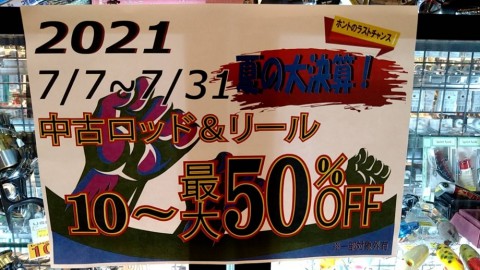 2021
ホントのラストチャンス
7/7~7/31
夏の大決算!
中古ロッド&リール
10~最大50%OFF